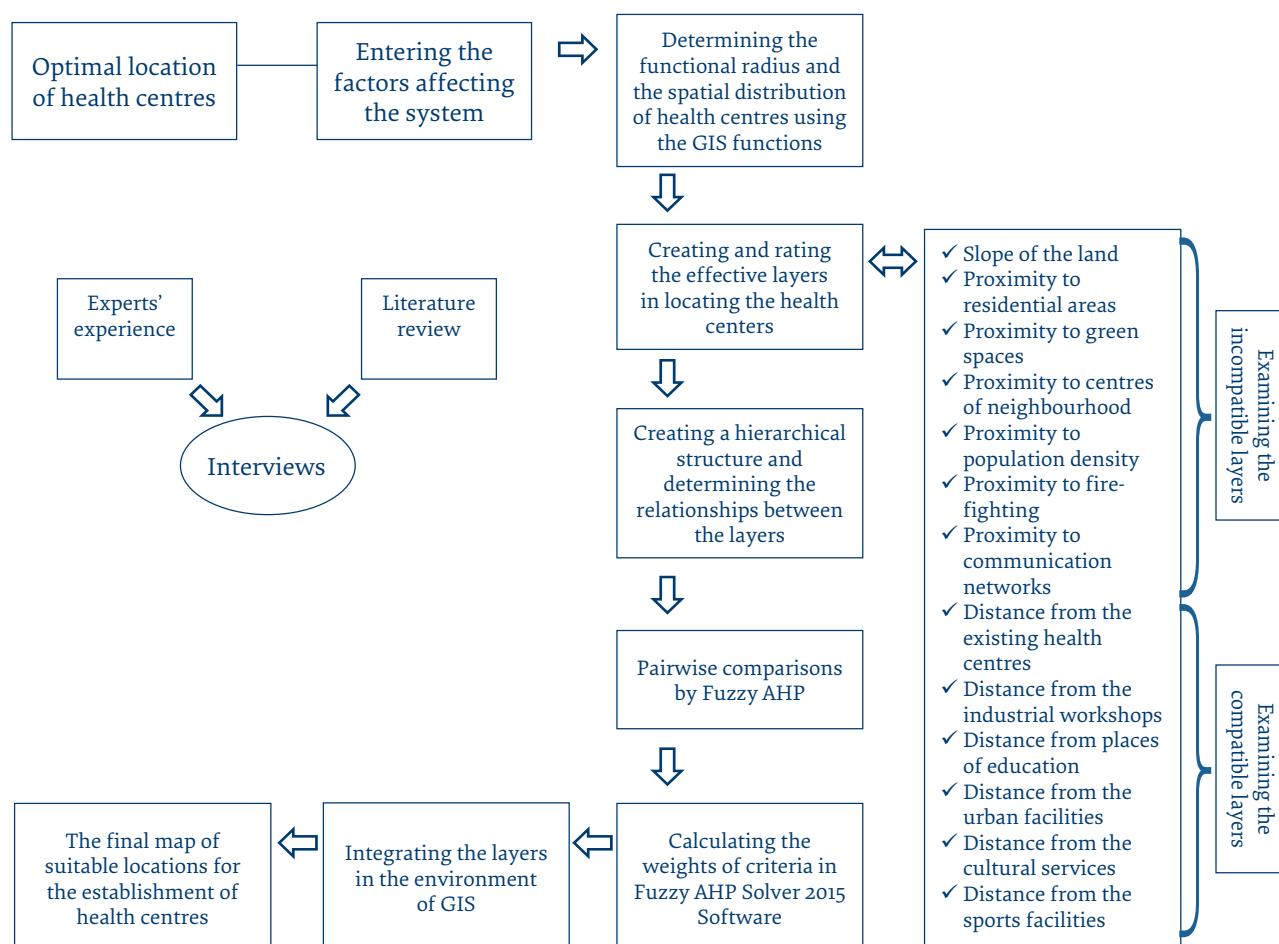 Optimal location
of health centres
Entering the
factors affecting
the system
Determining the
functional radius and
the spatial distribution
of health centres using
the GIS functions
Creating and rating
the effective layers
in locating the health
centers
Experts’
experience
Literature
review
Interviews
Creating a hierarchical
structure and
determining the
relationships between
the layers
Pairwise comparisons
by Fuzzy AHP
Calculating the
weights of criteria in
Fuzzy AHP Solver 2015
Software
Integrating the layers
in the environment
of GIS
The final map of
suitable locations for
the establishment of
health centres
✓ Slope of the land
✓ Proximity to
residential areas
✓ Proximity to green
spaces
✓ Proximity to centres
of neighbourhood
✓ Proximity to
population density
✓ Proximity to fire-
fighting
✓ Proximity to
communication
networks
✓ Distance from the
existing health
centres
✓ Distance from the
industrial workshops
✓ Distance from places
of education
✓ Distance from the
urban facilities
✓ Distance from the
cultural services
✓ Distance from the
sports facilities
Examining the
incompatible layers
Examining the
compatible layers